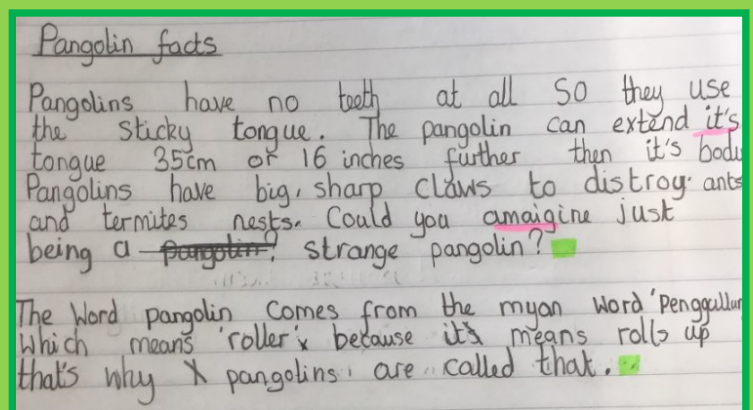 Pangolin facts
Pangolins have no teeth at all so they use
the sticky tongue. The pangolin can extend it's
tongue 35cm or 16 inches further then it's body
Pangolins have big, sharp claws to distroy ants
and termites nests. Could you amaigine just
being a strange pangolin?
The Word pangolin comes from the myan word
which means 'roller' because it's means rolls up
that's why pangolins are called that.